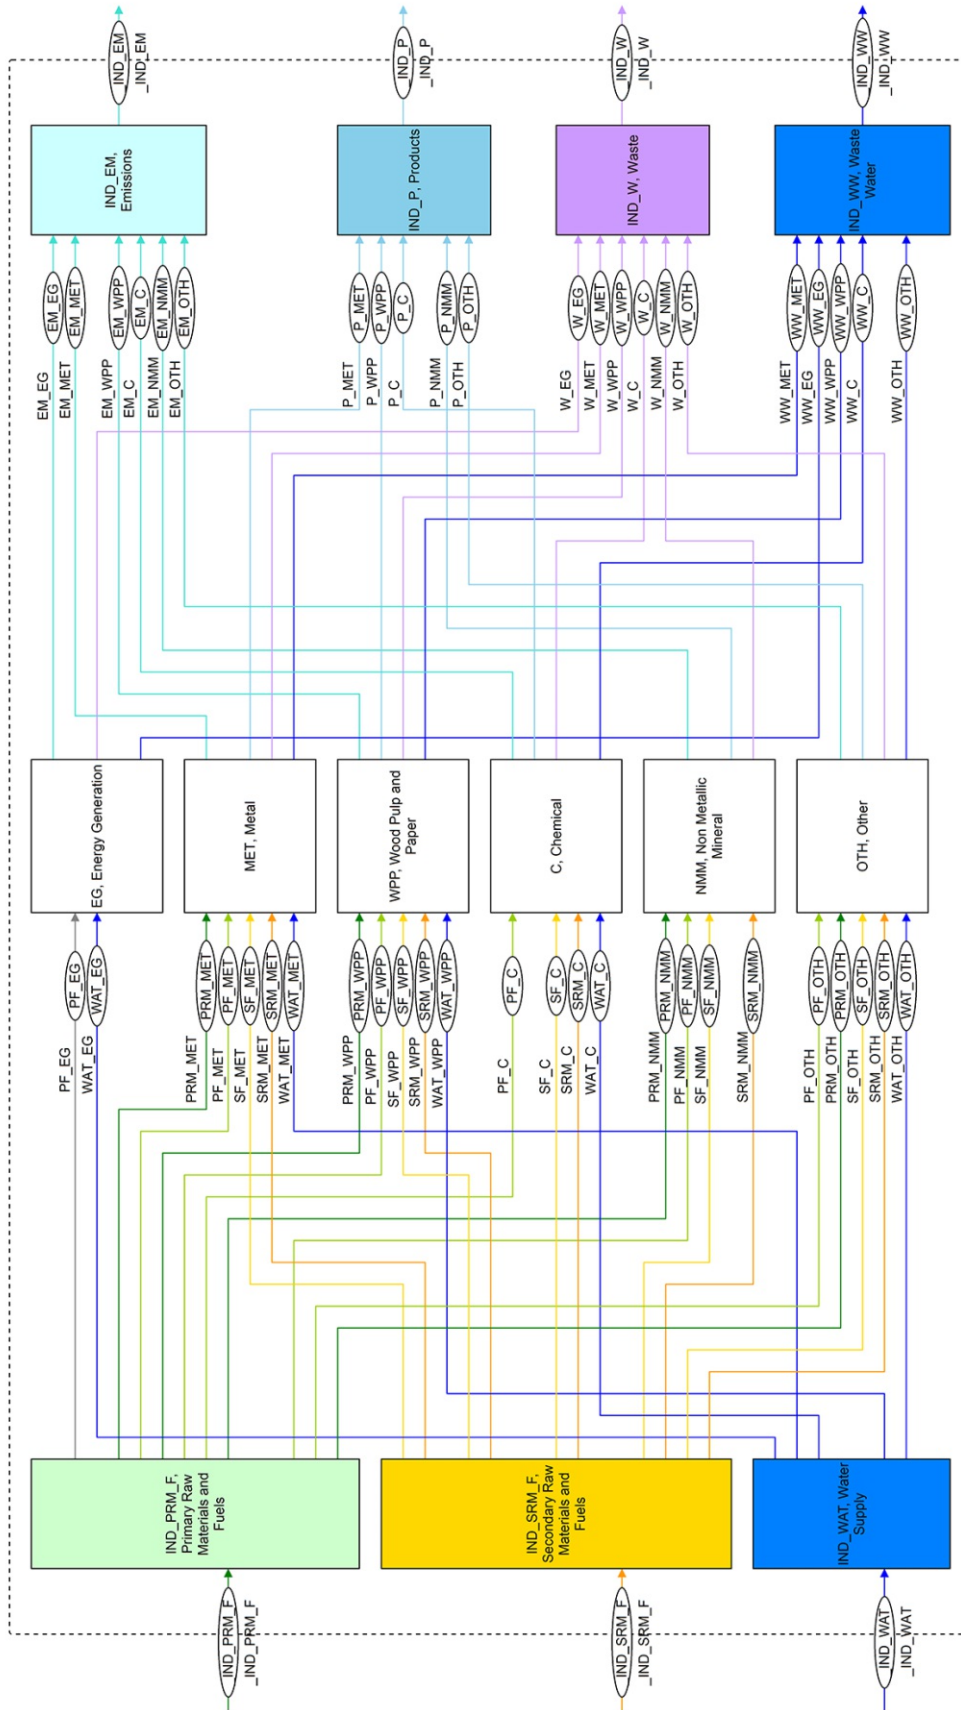 _IND_EM
_IND_EM
_IND_P
_IND_P
_IND_W
_IND_W
_IND_WW
_IND_WW
IND_EM,
Emissions
IND_P, Products
IND_W, Waste
IND_WW, Waste
Water
EM_EG
EM_MET
EM_WPP
EM_C
EM_NMM
EM_OTH
P_MET
P_WPP
P_C
P_NMM
P_OTH
W_EG
W_MET
W_WPP
W_C
W_NMM
W_OTH
WW_MET
WW_EG
WW_WPP
WW_C
WW_OTH
EM_EG
EM_MET
EM_WPP
EM_C
EM_NMM
EM_OTH
P_MET
P_WPP
P_C
P_NMM
P_OTH
W_EG
W_MET
W_WPP
W_C
W_NMM
W_OTH
WW_MET
WW_EG
WW_WPP
WW_C
WW_OTH
EG, Energy Generation
MET, Metal
WPP, Wood Pulp and
Paper
C, Chemical
NMM, Non Metallic
Mineral
OTH, Other
PF_EG
WAT_EG
PRM_MET
PF_MET
SF_MET
SRM_MET
WAT_MET
PRM_WPP
PF_WPP
SF_WPP
SRM_WPP
WAT_WPP
PF_C
SF_C
SRM_C
WAT_C
PRM_NMM
PF_NMM
SF_NMM
SRM_NMM
PF_OTH
PRM_OTH
SF_OTH
SRM_OTH
WAT_OTH
PF_EG
WAT_EG
PRM_MET
PF_MET
SF_MET
SRM_MET
WAT_MET
PRM_WPP
PF_WPP
SF_WPP
SRM_WPP
WAT_WPP
PF_C
SF_C
SRM_C
WAT_C
PRM_NMM
PF_NMM
SF_NMM
SRM_NMM
PF_OTH
PRM_OTH
SF_OTH
SRM_OTH
WAT_OTH
IND_PRM_F,
Primary Raw
Materials and
Fuels
IND_SRM_F,
Secondary Raw
Materials and
Fuels
IND_WAT, Water
Supply
_IND_PRM_F
_IND_PRM_F
_IND_SRM_F
_IND_SRM_F
_IND_WAT
_IND_WAT